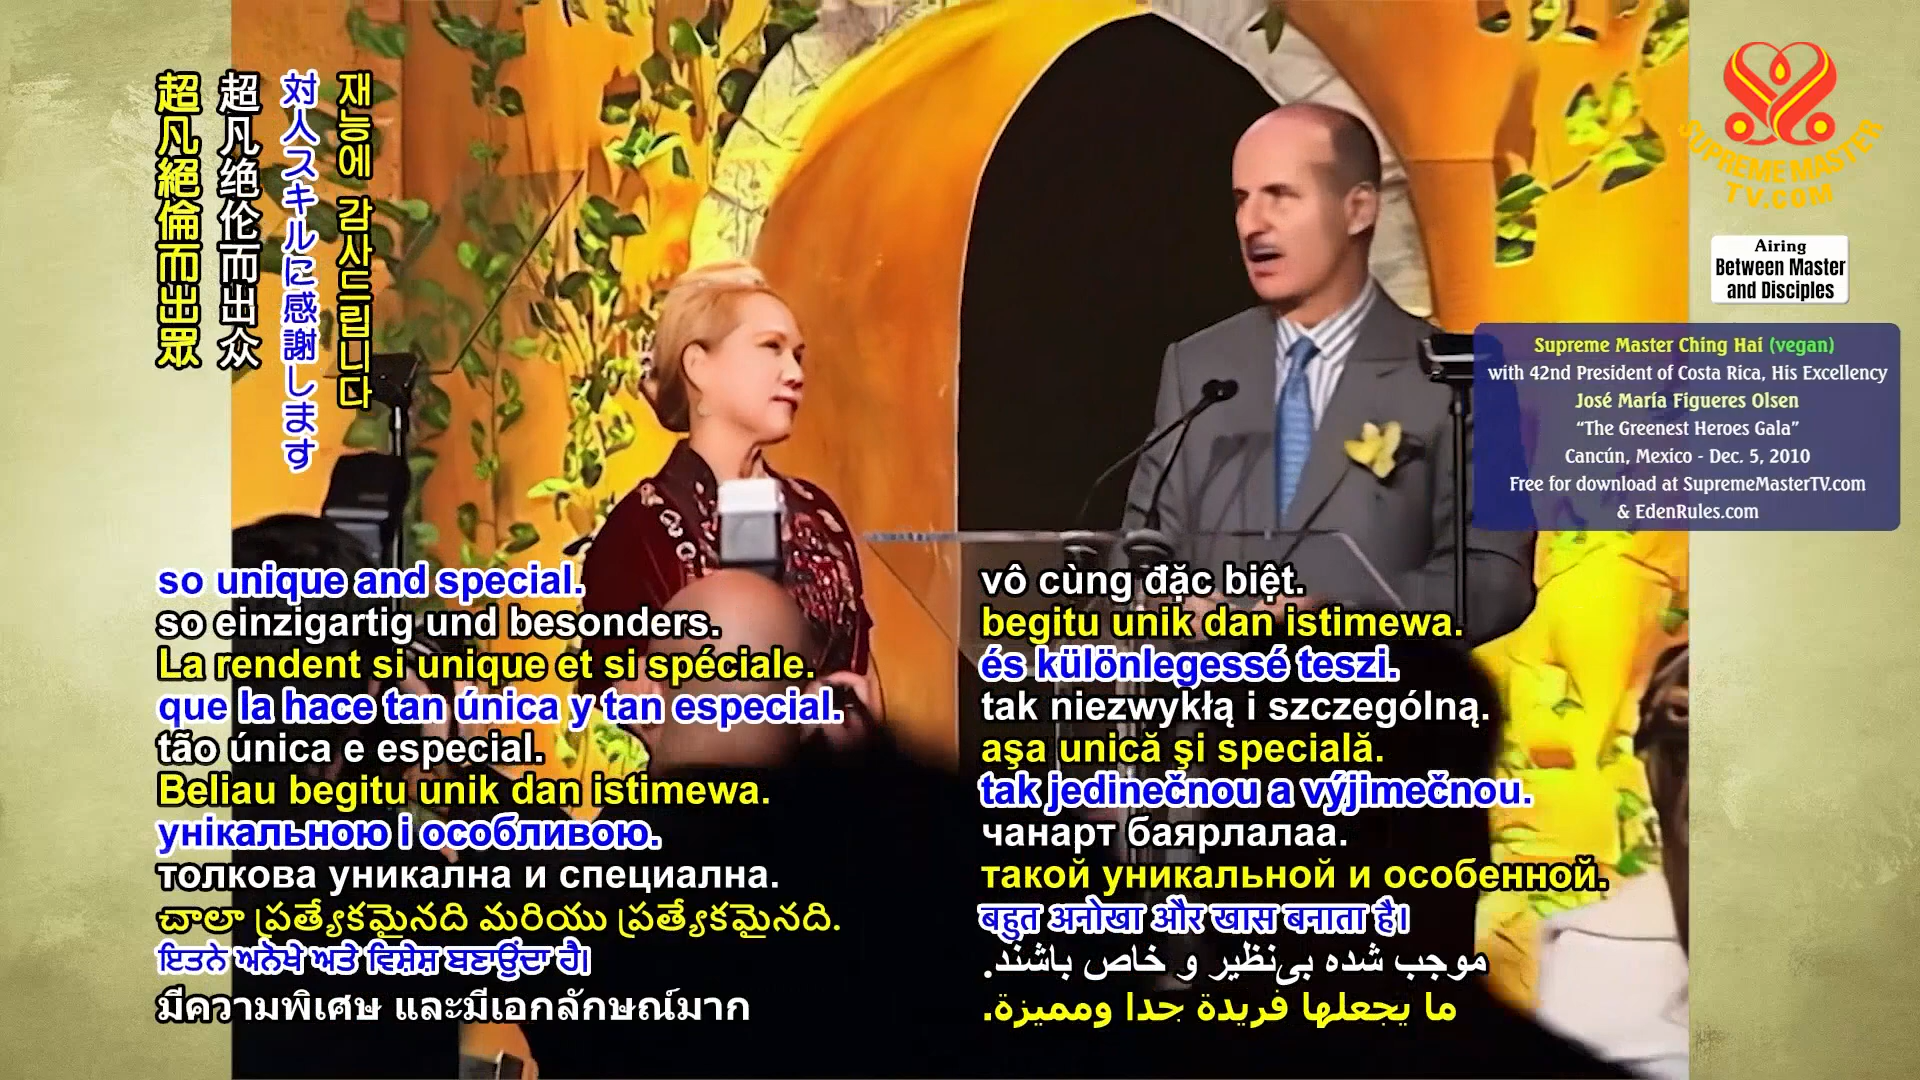 재능에 감사드립니다
対人スキルに感謝します
超凡绝伦而出众
超凡絕倫而出眾
SUPREME MASTER
TV.COM
Airing
Between Master
and Disciples
Supreme Master Ching Hai (vegan)
with 42nd President of Costa Rica, His Excellency
José María Figueres Olsen
“The Greenest Heroes Gala”
Cancún, Mexico - Dec. 5, 2010
Free for download at SupremeMasterTV.com
& EdenRules.com
so unique and special.
so einzigartig und besonders.
La rendent si unique et si spéciale.
que la hace tan única y tan especial.
tão única e especial.
Beliau begitu unik dan istimewa.
унікальною і особливою.
толкова уникална и специална.
చాలా ప్రత్యేకమైనది మరియు ప్రత్యేకమైనది.
ਇਤਨੇ ਅਨੋਖੇ ਅਤੇ ਵਿਸ਼ੇਸ਼ ਬਣਾਉਂਦਾ ਹੈ।
มีความพิเศษ และมีเอกลักษณ์มาก
vô cùng đặc biệt.
begitu unik dan istimewa.
és különlegessé teszi.
tak niezwykłą i szczególną.
aşa unică şi specială.
tak jedinečnou a výjimečnou.
чанарт баярлалаа.
такой уникальной и особенной.
बहुत अनोखा और खास बनाता है।
موجب شده بی‌نظیر و خاص باشند.
ما يجعلها فريدة جدا ومميزة.